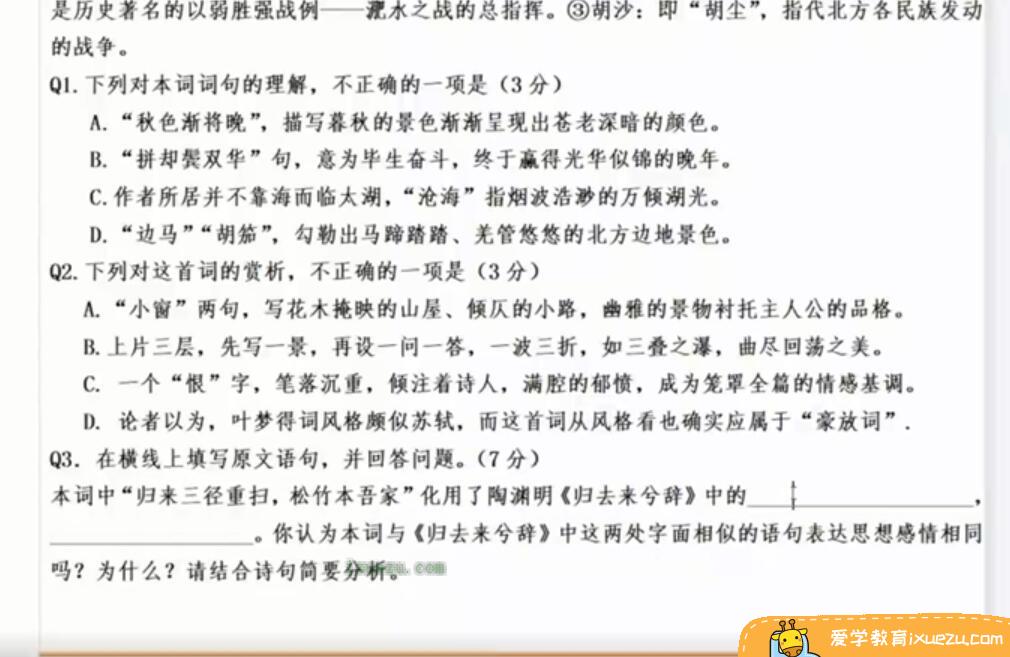 是历史著名的以弱胜强战例——淝水之战的总指挥。③胡沙：即“胡尘”，指代北方各民族发动
的战争。
Q1. 下列对本词词句的理解，不正确的一项是（3 分）
A. “秋色渐将晚”，描写暮秋的景色渐渐呈现出苍老深暗的颜色。
B. “拼却鬓双华”句，意为毕生奋斗，终于赢得光华似锦的晚年。
C. 作者所居并不靠海而临太湖，“沧海”指烟波浩渺的万倾湖光。
D. “边马”“胡笳”，勾勒出马蹄踏踏、羌管悠悠的北方边地景色。
Q2. 下列对这首词的赏析，不正确的一项是（3 分）
A. “小窗”两句，写花木掩映的山屋、倾仄的小路，幽雅的景物衬托主人公的品格。
B. 上片三层，先写一景，再设一问一答，一波三折，如三叠之瀑，曲尽回荡之美。
C. 一个“恨”字，笔落沉重，倾注着诗人，满腔的郁愤，成为笼罩全篇的情感基调。
D. 论者以为，叶梦得词风格颇似苏轼，而这首词从风格看也确实应属于“豪放词”.
Q3. 在横线上填写原文语句，并回答问题。（7 分）
本词中“归来三径重扫，松竹本吾家”化用了陶渊明《归去来兮辞》中的____________________，
____________________。你认为本词与《归去来兮辞》中这两处字面相似的语句表达思想感情相同
吗？为什么？请结合诗句简要分析。
爱学教育ixuezu.com